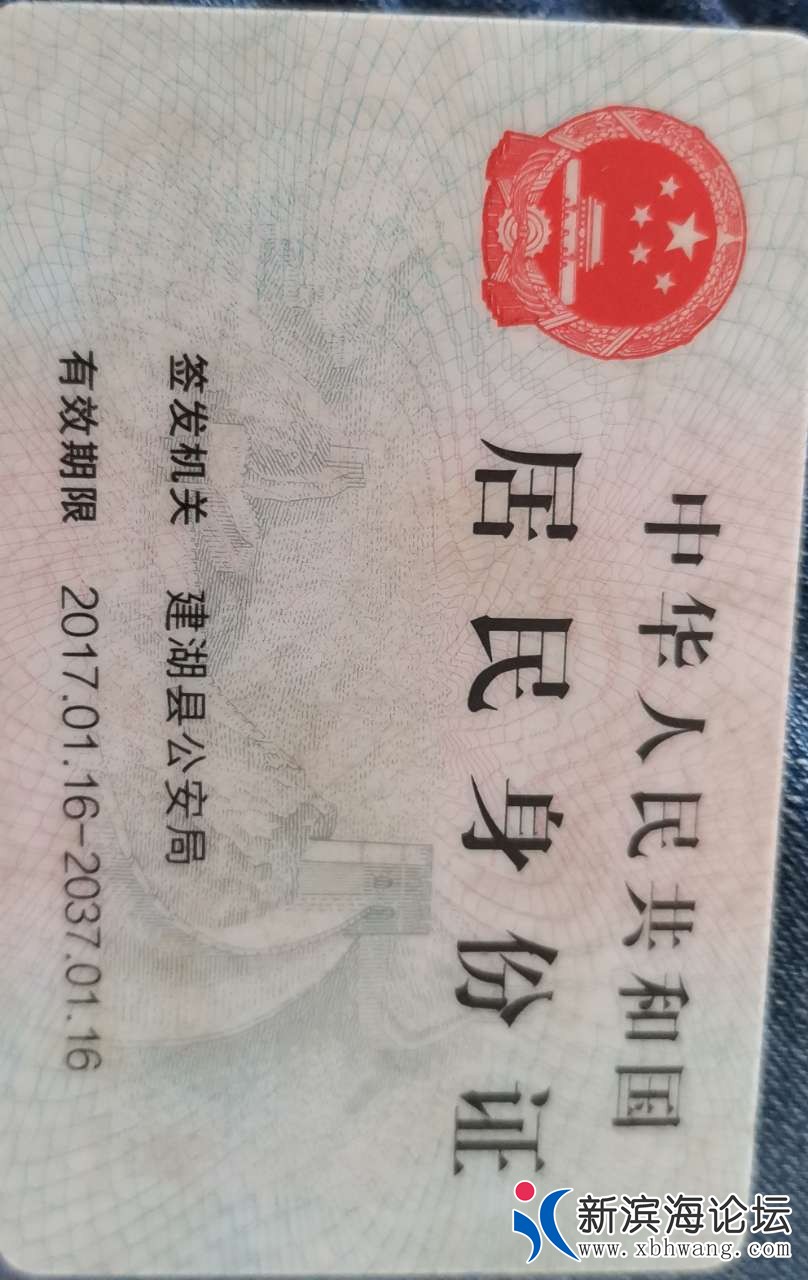 中华人民共和国
居民身份证
签发机关 建湖县公安局
有效期限 2017.01.16-2037.01.16
新滨海论坛
www.xbhwang.com